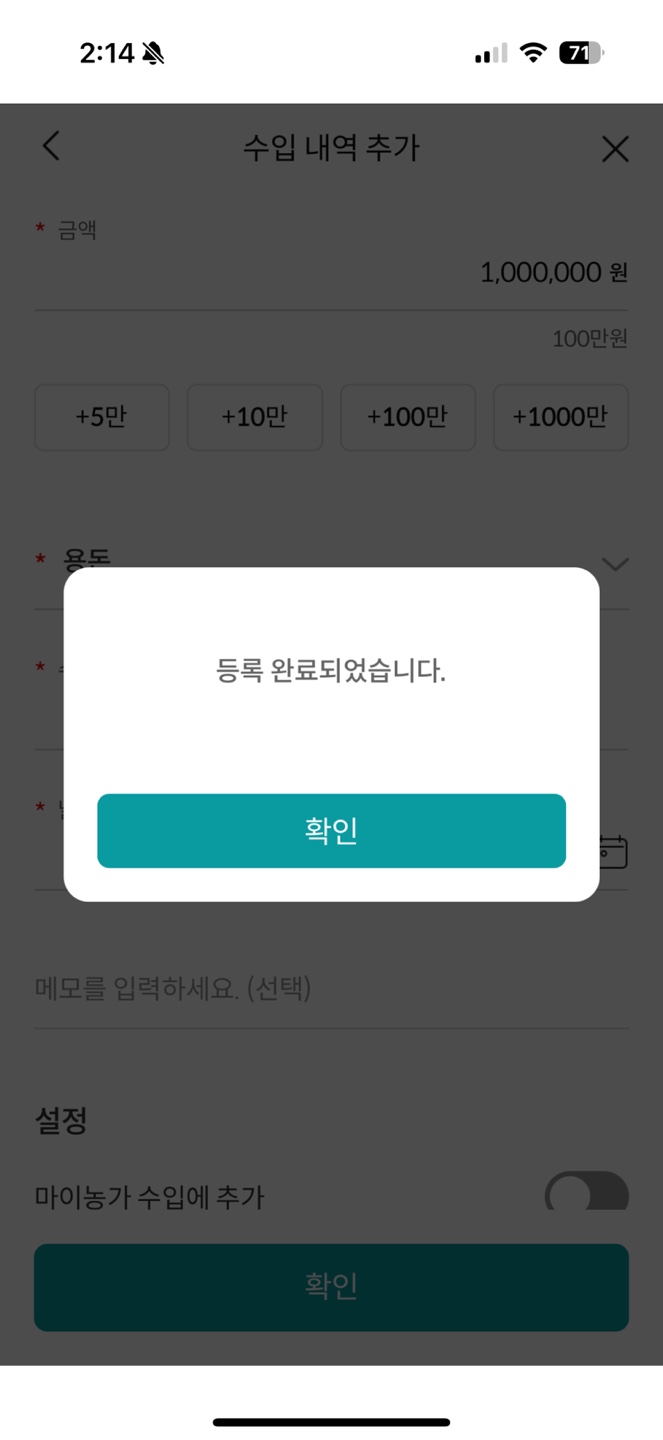 2:14
71
수입 내역 추가
* 금액
1,000,000 원
100만원
+5만
+10만
+100만
+1000만
* 용돈
*
등록 완료되었습니다.
*
확인
메모를 입력하세요. (선택)
설정
마이농가 수입에 추가
확인